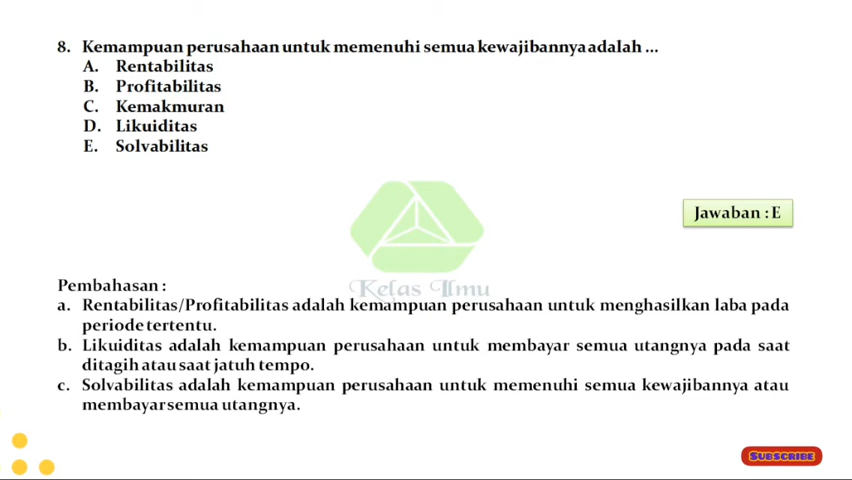 8. Kemampuan perusahaan untuk memenuhi semua kewajibannya adalah ...
A. Rentabilitas
B. Profitabilitas
C. Kemakmuran
D. Likuiditas
E. Solvabilitas
Jawaban : E
Kelas Ilmu
Pembahasan :
a. Rentabilitas/Profitabilitas adalah kemampuan perusahaan untuk menghasilkan laba pada
periode tertentu.
b. Likuiditas adalah kemampuan perusahaan untuk membayar semua utangnya pada saat
ditagih atau saat jatuh tempo.
c. Solvabilitas adalah kemampuan perusahaan untuk memenuhi semua kewajibannya atau
membayar semua utangnya.
SUBSCRIBE